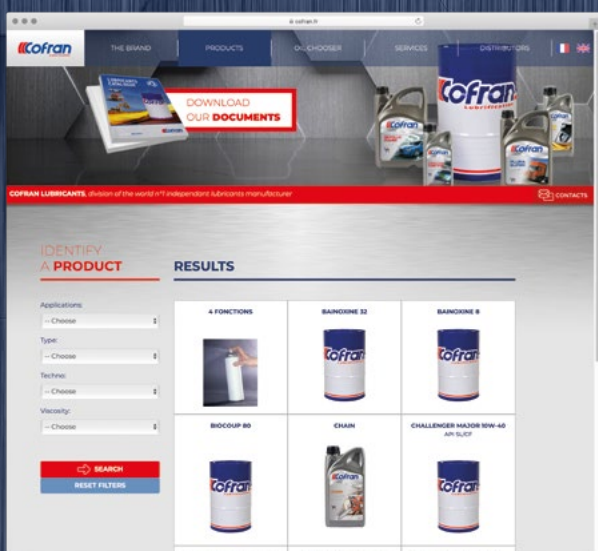 cofran.fr
Cofran
THE BRAND
PRODUCTS
OIL CHOOSER
SERVICES
DISTRIBUTORS
DOWNLOAD
OUR DOCUMENTS
Cofran
Lubrification
COFRAN LUBRICANTS, division of the world n°1 independant lubricants manufacturer
CONTACTS
IDENTIFY
A PRODUCT
RESULTS
Applications:
-- Choose
Type:
-- Choose
Techno:
-- Choose
Viscosity:
-- Choose
SEARCH
RESET FILTERS
4 FONCTIONS
BAINOXINE 32
BAINOXINE 8
Cofran
Cofran
BIOCOUP 80
CHAIN
CHALLENGER MAJOR 10W-40
API SL/CF
Cofran
Cofran
Cofran